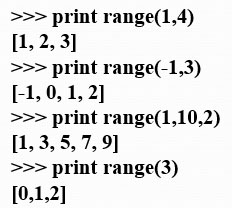 >>> print range(1,4)
[1, 2, 3]
>>> print range(-1,3)
[-1, 0, 1, 2]
>>> print range(1,10,2)
[1, 3, 5, 7, 9]
>>> print range(3)
[0,1,2]